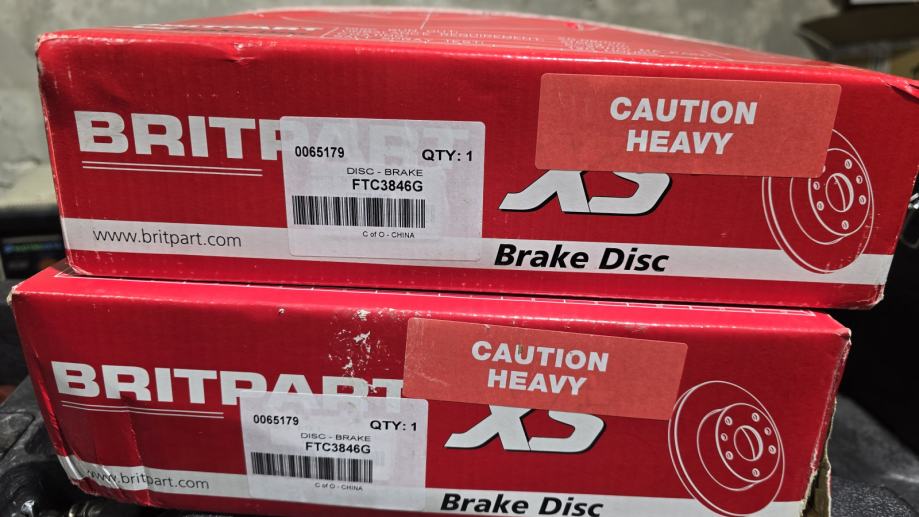 BRITPART
CAUTION
HEAVY
0065179 QTY: 1
DISC - BRAKE
FTC3846G
C of O - CHINA
XS
www.britpart.com
Brake Disc
BRITPART
CAUTION
HEAVY
0065179 QTY: 1
DISC - BRAKE
FTC3846G
C of O - CHINA
XS
www.britpart.com
Brake Disc